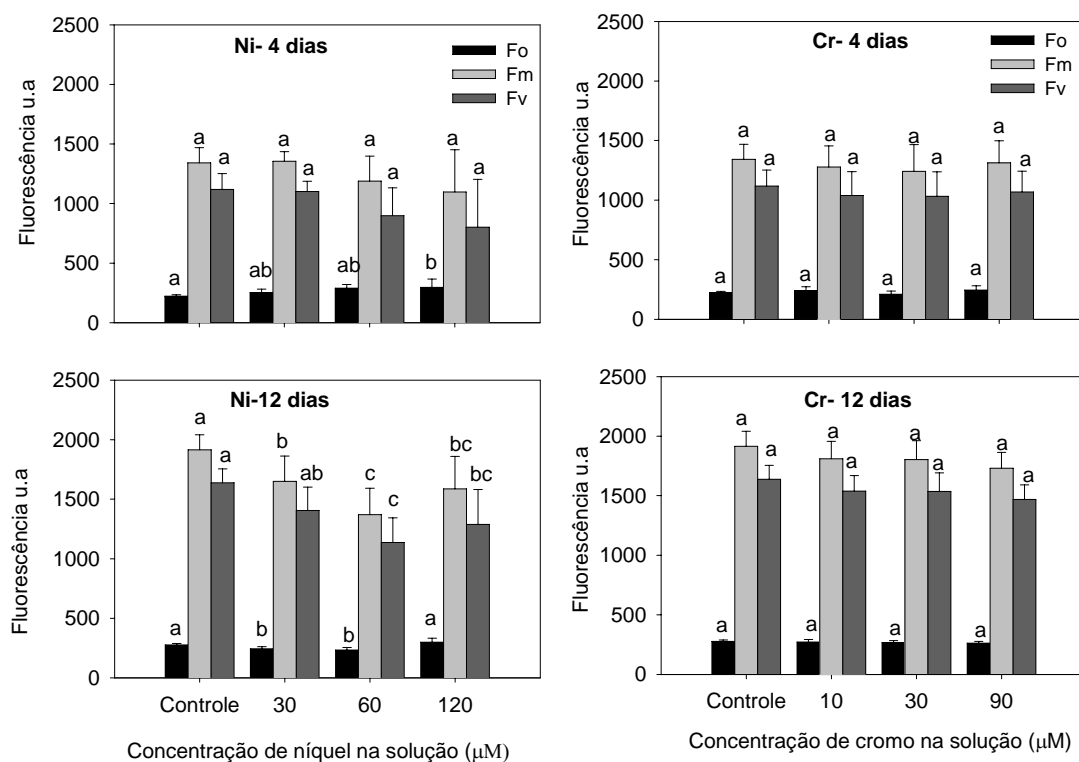 Ni- 4 dias
Fo
Fm
Fv
Fluorescência u.a
2500
2000
1500
1000
500
0
a a a a a a a a
a ab ab b
Cr- 4 dias
Fo
Fm
Fv
Fluorescência u.a
2500
2000
1500
1000
500
0
a a a a a a a a
a a a a
Ni-12 dias
Fluorescência u.a
2500
2000
1500
1000
500
0
a a b ab c c bc bc
a b b a
Controle 30 60 120
Concentração de níquel na solução (μM)
Cr- 12 dias
Fluorescência u.a
2500
2000
1500
1000
500
0
a a a a a a a a
a a a a
Controle 10 30 90
Concentração de cromo na solução (μM)